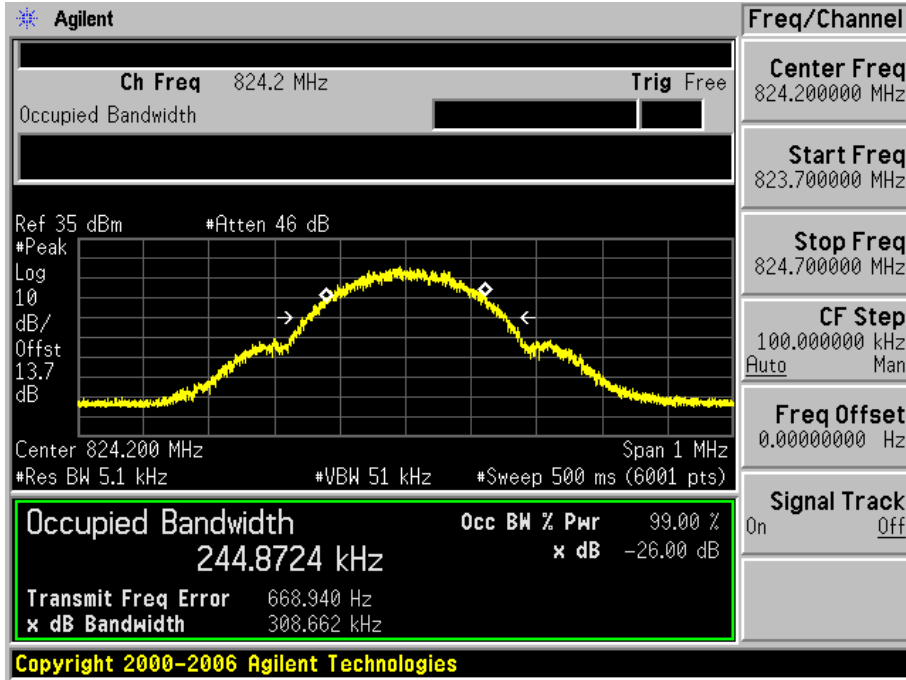 Agilent
Freq/Channel
Ch Freq 824.2 MHz Trig Free
Occupied Bandwidth
Center Freq
824.200000 MHz
Start Freq
823.700000 MHz
Stop Freq
824.700000 MHz
CF Step
100.000000 kHz
Auto Man
Freq Offset
0.00000000 Hz
Signal Track
On Off
Ref 35 dBm #Atten 46 dB
#Peak
Log
10
dB/
Offst
13.7
dB
Center 824.200 MHz Span 1 MHz
#Res BW 5.1 kHz #VBW 51 kHz #Sweep 500 ms (6001 pts)
Occupied Bandwidth Occ BW % Pwr 99.00 %
244.8724 kHz x dB -26.00 dB
Transmit Freq Error 668.940 Hz
x dB Bandwidth 308.662 kHz
Copyright 2000-2006 Agilent Technologies